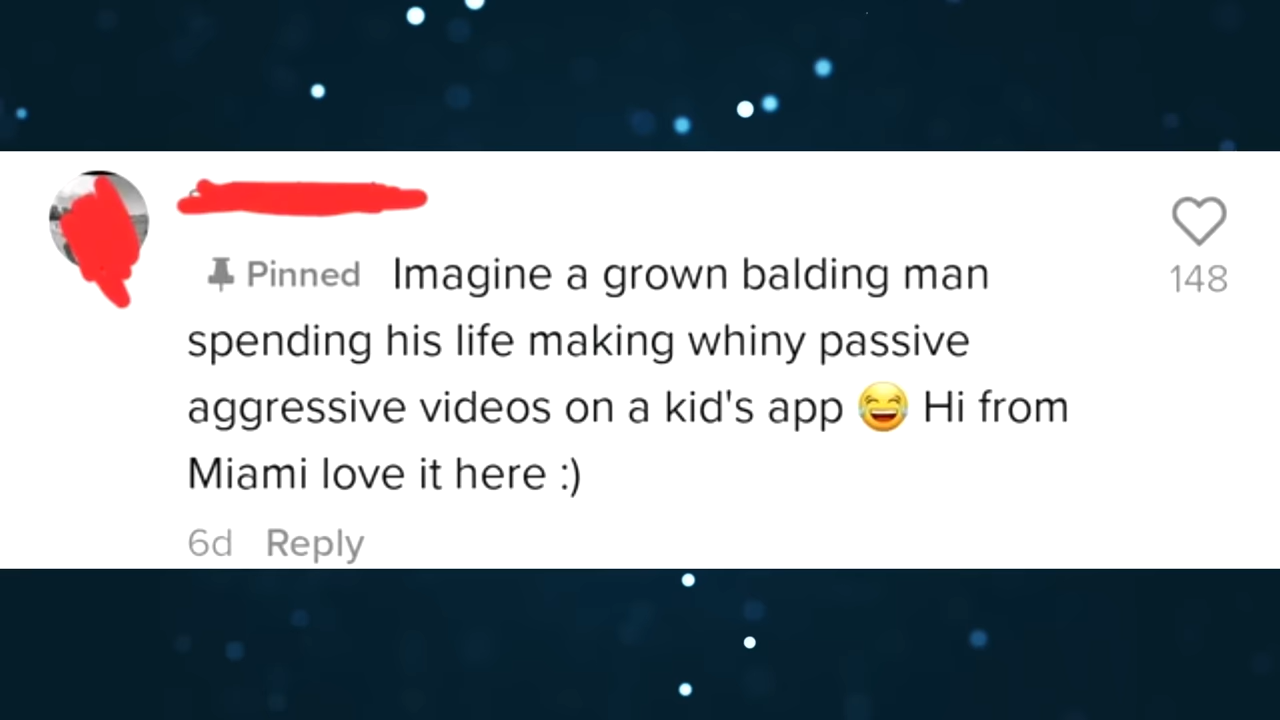 Pinned Imagine a grown balding man
148
spending his life making whiny passive
aggressive videos on a kid's app 😂 Hi from
Miami love it here :)
6d Reply